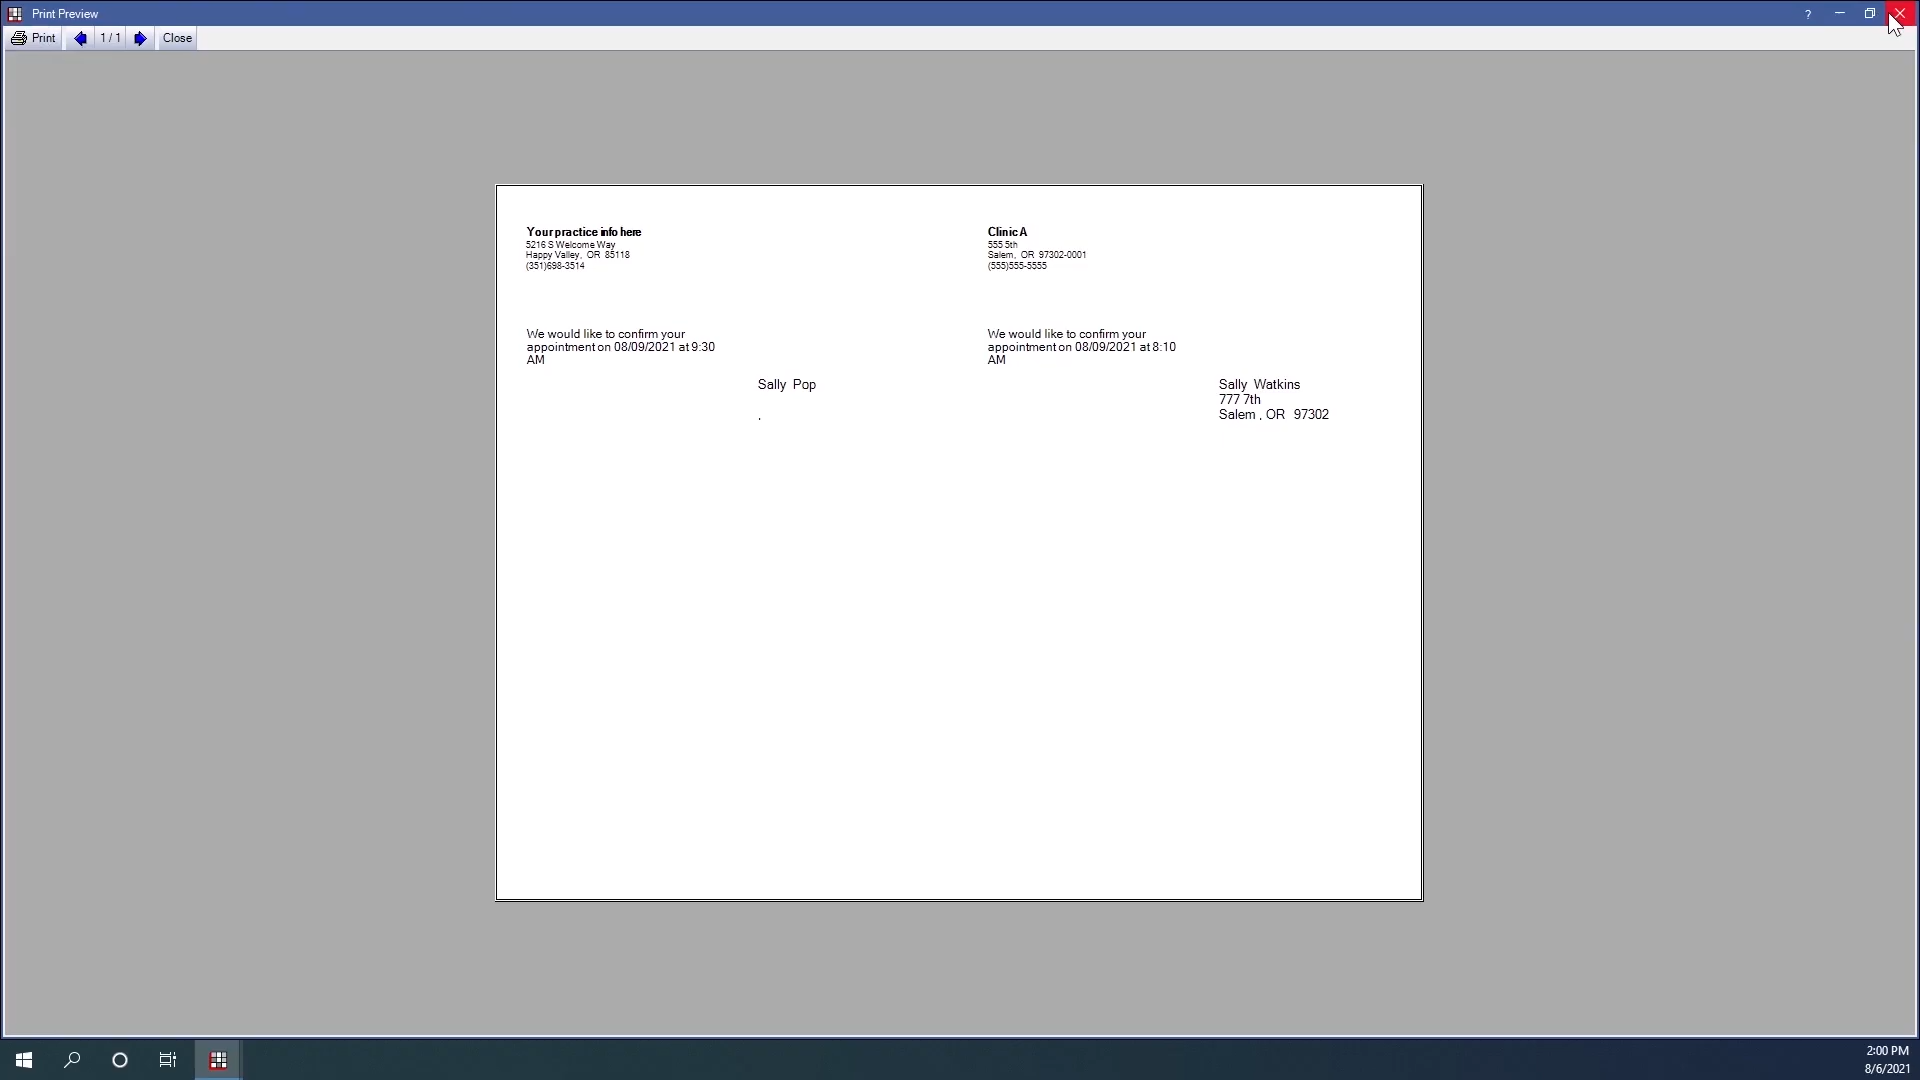 Print Preview
?
Print
1 / 1
Close
Your practice info here
5216 S Welcome Way
Happy Valley, OR 85118
(351)698-3514
We would like to confirm your
appointment on 08/09/2021 at 9:30
AM
Sally Pop
,
Clinic A
555 5th
Salem, OR 97302-0001
(555)555-5555
We would like to confirm your
appointment on 08/09/2021 at 8:10
AM
Sally Watkins
777 7th
Salem , OR 97302
2:00 PM
8/6/2021